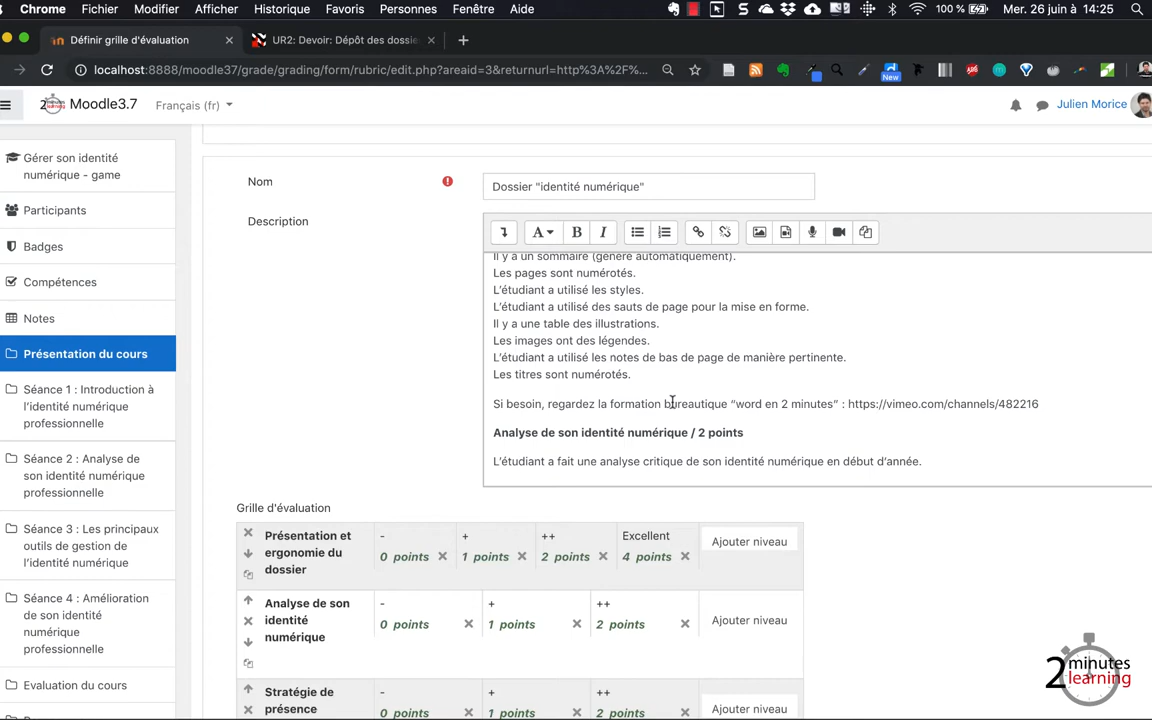 Chrome Fichier Modifier Afficher Historique Favoris Personnes Fenêtre Aide 100 % Mer. 26 juin à 14:25
Définir grille d'évaluation UR2: Devoir: Dépôt des dossie
localhost:8888/moodle37/grade/grading/form/rubric/edit.php?areaid=3&returnurl=http%3A%2F%...
New
ABP
2 Moodle3.7 Français (fr) Julien Morice
Gérer son identité
numérique - game
Participants
Badges
Compétences
Notes
Présentation du cours
Séance 1 : Introduction à
l'identité numérique
professionnelle
Séance 2 : Analyse de
son identité numérique
professionnelle
Séance 3 : Les principaux
outils de gestion de
l'identité numérique
Séance 4 : Amélioration
de son identité
numérique
professionnelle
Evaluation du cours
Nom
Dossier "identité numérique"
Description
A B I
Il y a un sommaire (généré automatiquement).
Les pages sont numérotés.
L'étudiant a utilisé les styles.
L'étudiant a utilisé des sauts de page pour la mise en forme.
Il y a une table des illustrations.
Les images ont des légendes.
L'étudiant a utilisé les notes de bas de page de manière pertinente.
Les titres sont numérotés.
Si besoin, regardez la formation bureautique “word en 2 minutes” : https://vimeo.com/channels/482216
Analyse de son identité numérique / 2 points
L'étudiant a fait une analyse critique de son identité numérique en début d'année.
Grille d'évaluation
Présentation et
ergonomie du
dossier
- + ++ Excellent Ajouter niveau
0 points 1 points 2 points 4 points
Analyse de son
identité
numérique
- + ++ Ajouter niveau
0 points 1 points 2 points
Stratégie de
présence
- + ++ Ajouter niveau
0 points 1 points 2 points
2minutes
learning